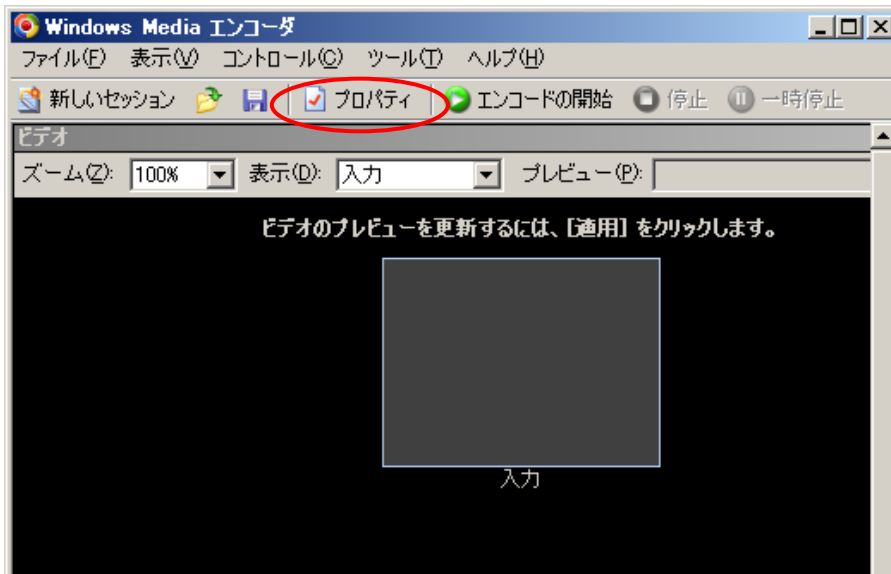 Windows Media エンコーダ
ファイル(F) 表示(V) コントロール(C) ツール(T) ヘルプ(H)
新しいセッション プロパティ エンコードの開始 停止 一時停止
ビデオ
ズーム(Z): 100% 表示(D): 入力 プレビュー(P):
ビデオのプレビューを更新するには、[適用] をクリックします。
入力